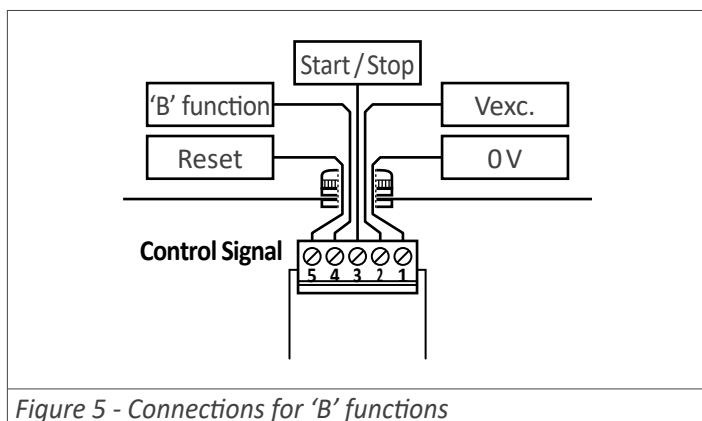 Start / Stop
‘B’ function
Vexc.
Reset
0 V
Control Signal
5 4 3 2 1
Figure 5 - Connections for ‘B’ functions